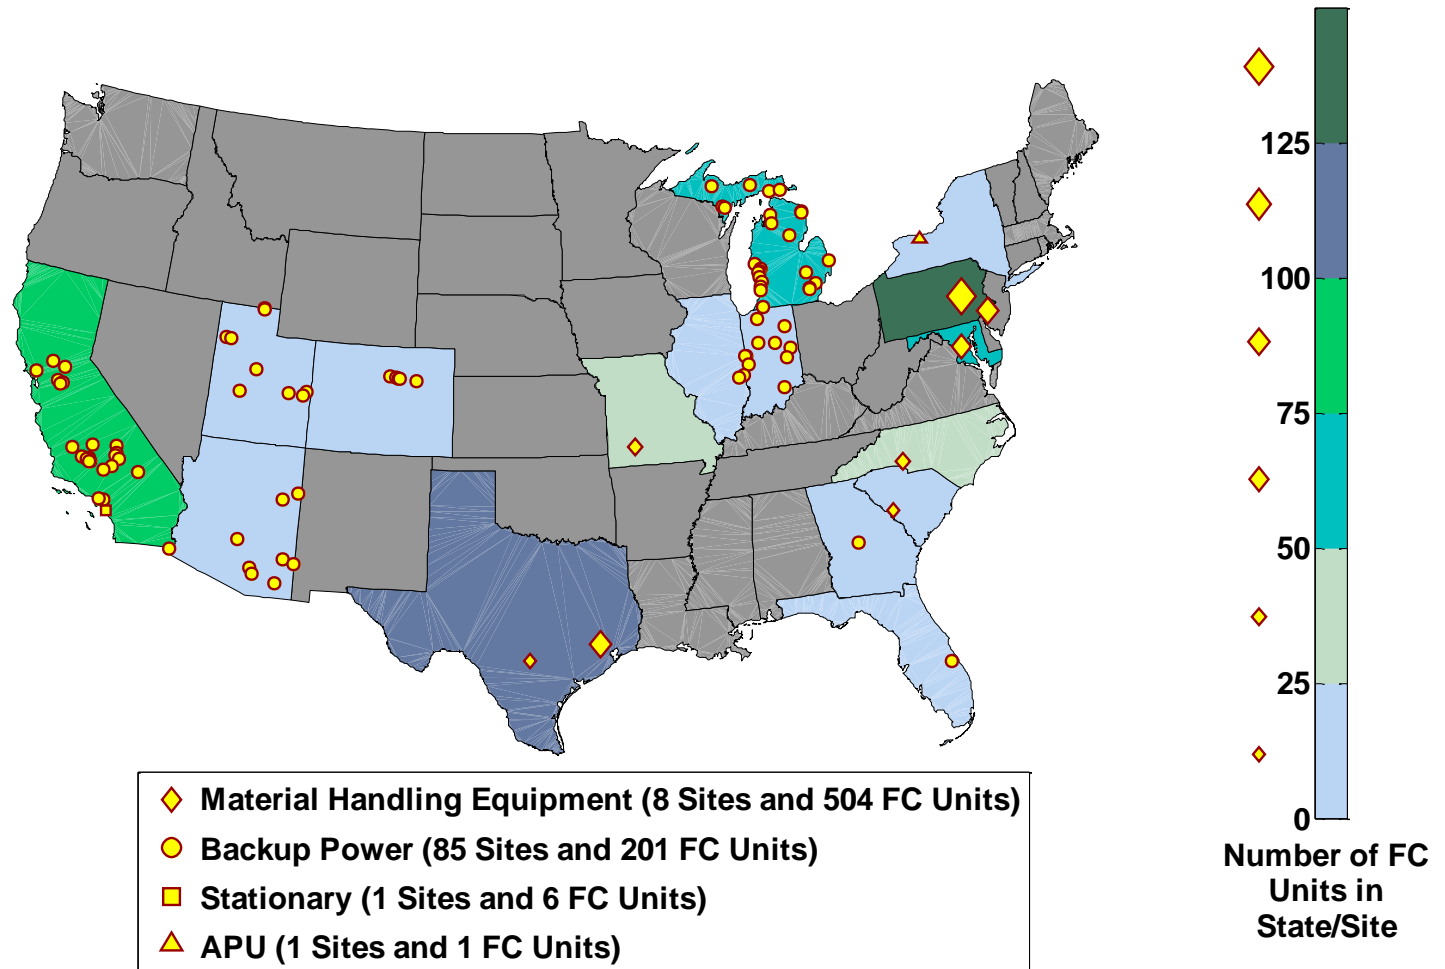 125
100
75
50
25
0
Number of FC
Units in
State/Site
Material Handling Equipment (8 Sites and 504 FC Units)
Backup Power (85 Sites and 201 FC Units)
Stationary (1 Sites and 6 FC Units)
APU (1 Sites and 1 FC Units)